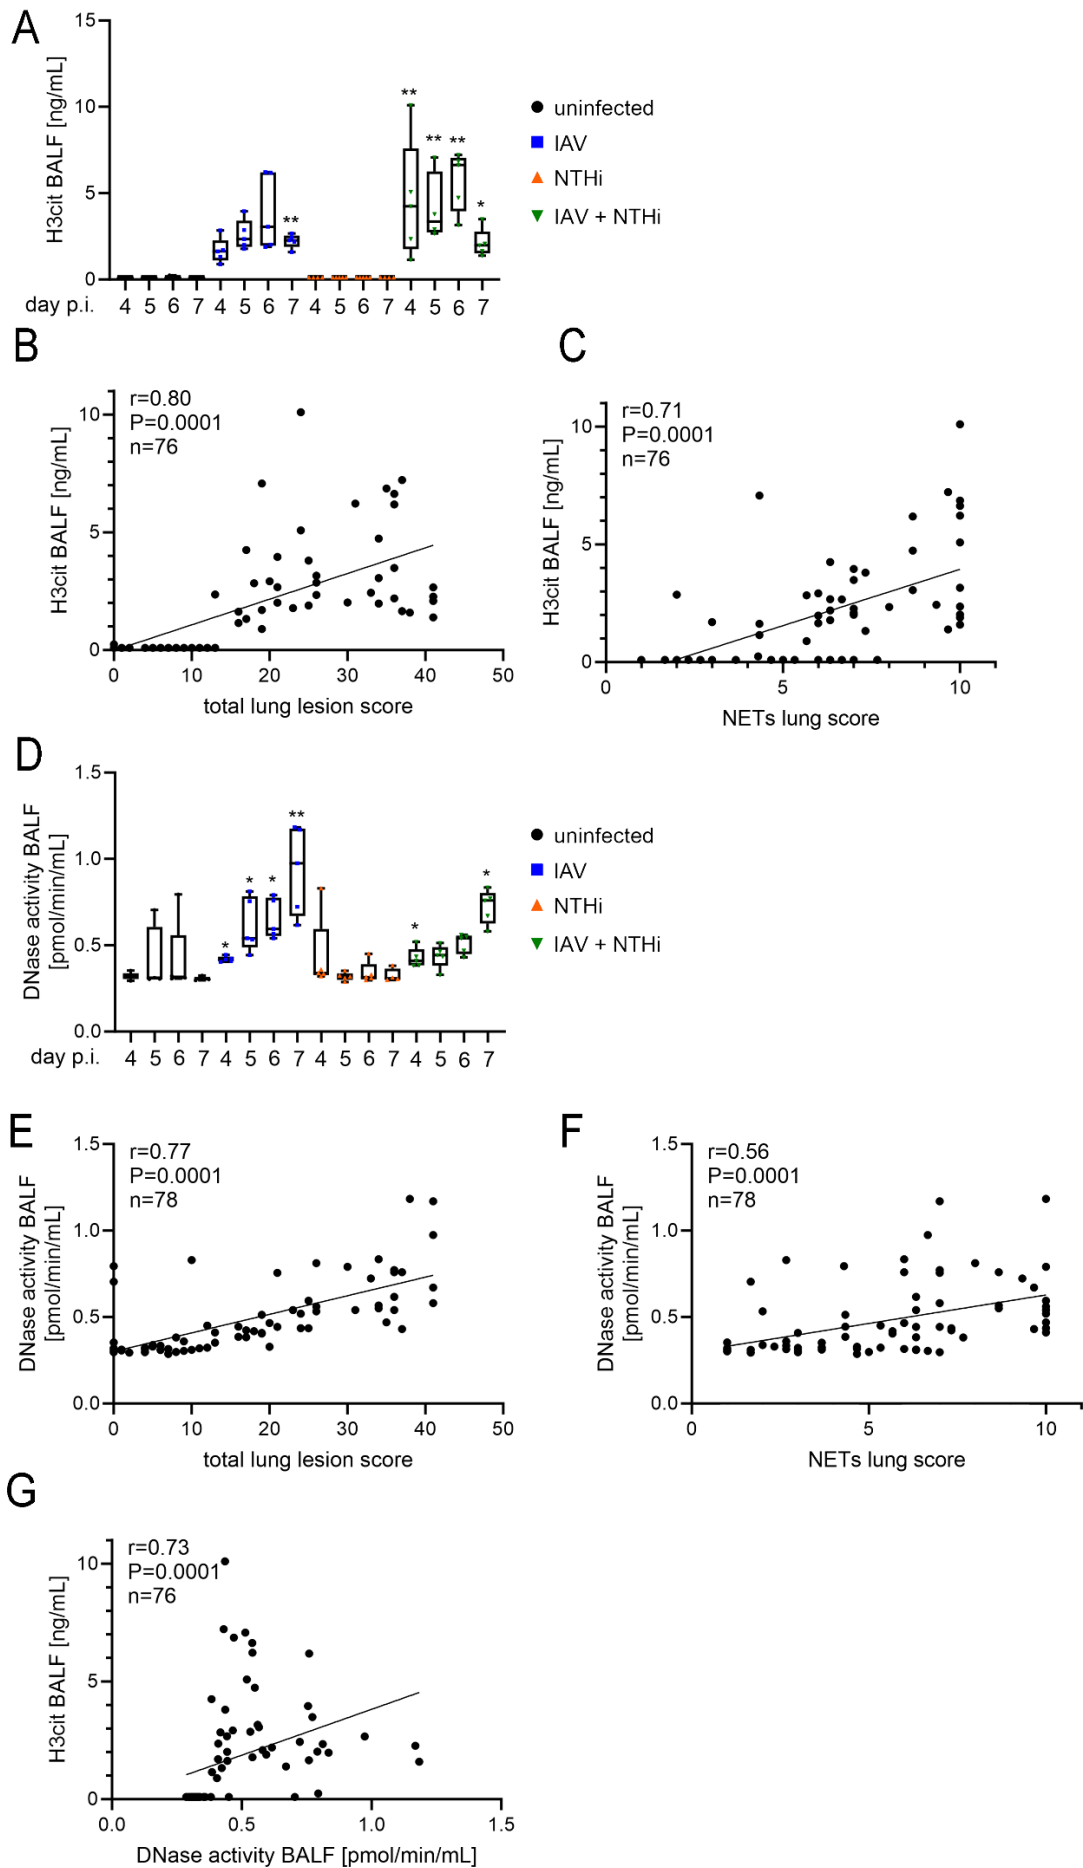 A
15
10
5
0
H3cit BALF [ng/mL]
**
**
**
**
*
day p.i.
4 5 6 7 4 5 6 7 4 5 6 7 4 5 6 7
uninfected
IAV
NTHi
IAV + NTHi
B
r=0.80
P=0.0001
n=76
10
5
0
H3cit BALF [ng/mL]
0 10 20 30 40 50
total lung lesion score
C
r=0.71
P=0.0001
n=76
10
5
0
H3cit BALF [ng/mL]
0 5 10
NETs lung score
D
1.5
1.0
0.5
0.0
DNase activity BALF
[pmol/min/mL]
*
*
*
**
*
*
day p.i.
4 5 6 7 4 5 6 7 4 5 6 7 4 5 6 7
uninfected
IAV
NTHi
IAV + NTHi
E
r=0.77
P=0.0001
n=78
1.5
1.0
0.5
0.0
DNase activity BALF
[pmol/min/mL]
0 10 20 30 40 50
total lung lesion score
F
r=0.56
P=0.0001
n=78
1.5
1.0
0.5
0.0
DNase activity BALF
[pmol/min/mL]
0 5 10
NETs lung score
G
r=0.73
P=0.0001
n=76
10
5
0
H3cit BALF [ng/mL]
0.0 0.5 1.0 1.5
DNase activity BALF [pmol/min/mL]